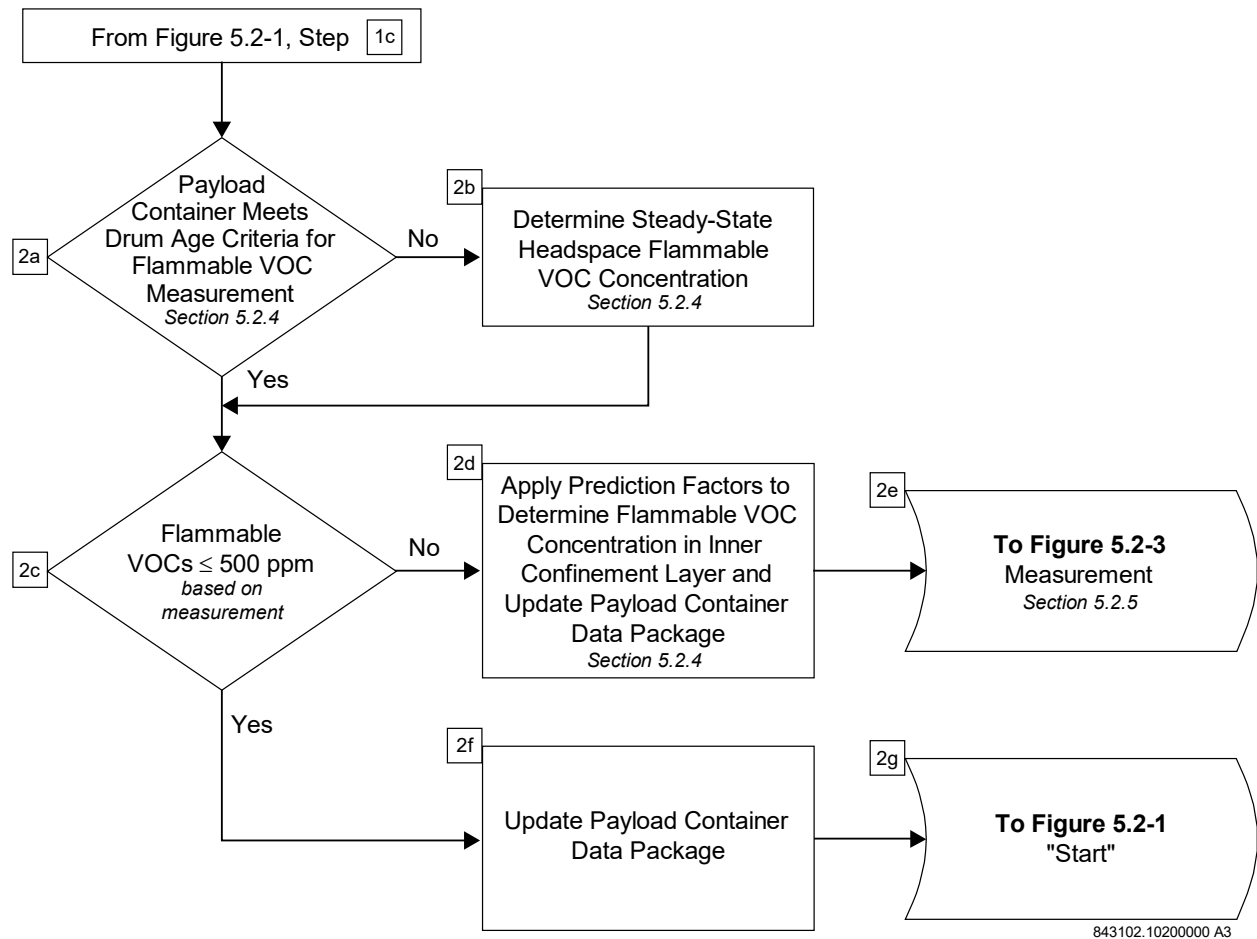 From Figure 5.2-1, Step 1c
2a
Payload
Container Meets
Drum Age Criteria for
Flammable VOC
Measurement
Section 5.2.4
No
2b
Determine Steady-State
Headspace Flammable
VOC Concentration
Section 5.2.4
Yes
2c
Flammable
VOCs ≤ 500 ppm
based on
measurement
No
2d
Apply Prediction Factors to
Determine Flammable VOC
Concentration in Inner
Confinement Layer and
Update Payload Container
Data Package
Section 5.2.4
2e
To Figure 5.2-3
Measurement
Section 5.2.5
Yes
2f
Update Payload Container
Data Package
2g
To Figure 5.2-1
"Start"
843102.10200000 A3